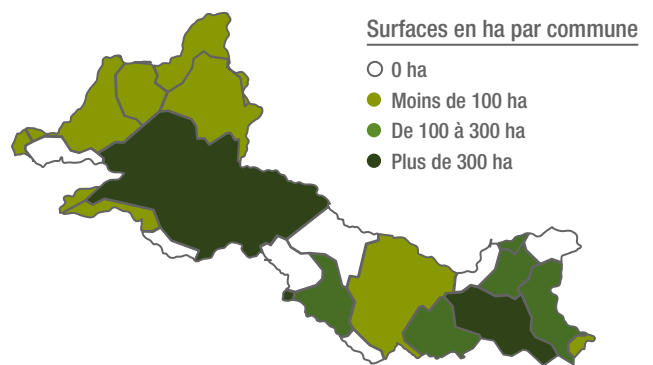 Surfaces en ha par commune
0 ha
Moins de 100 ha
De 100 à 300 ha
Plus de 300 ha